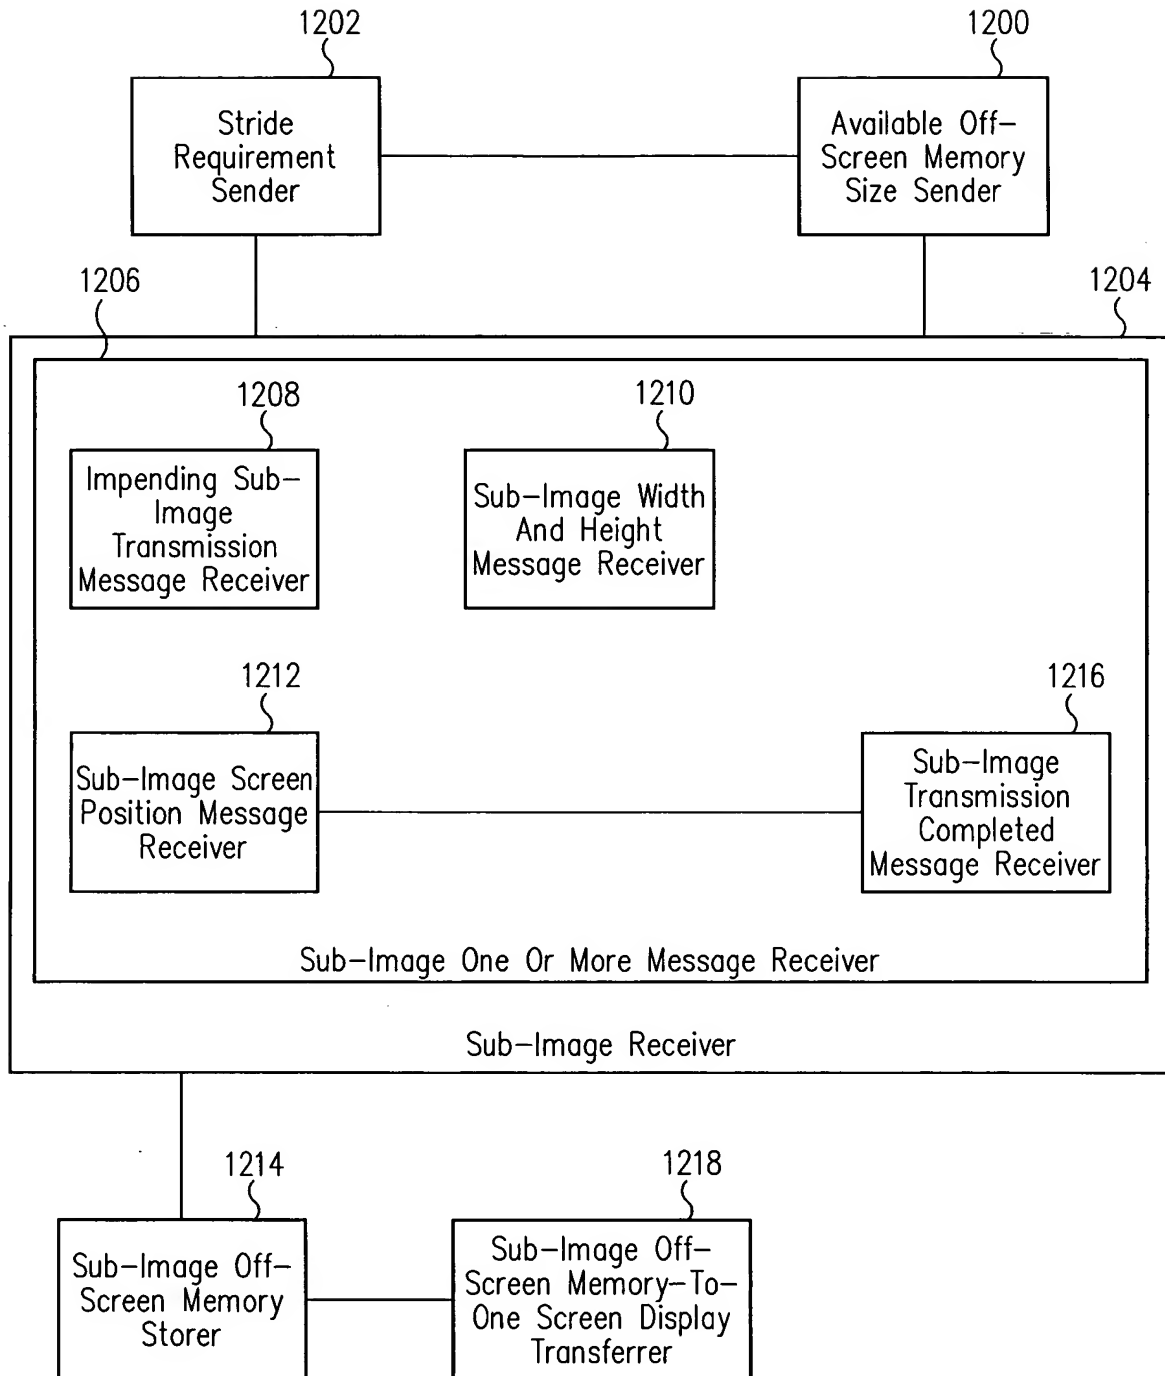 1202
1200
Stride
Requirement
Sender
Available Off-
Screen Memory
Size Sender
1206
1204
1208
1210
Impending Sub-
Image
Transmission
Message Receiver
Sub-Image Width
And Height
Message Receiver
1212
1216
Sub-Image Screen
Position Message
Receiver
Sub-Image
Transmission
Completed
Message Receiver
Sub-Image One Or More Message Receiver
Sub-Image Receiver
1214
1218
Sub-Image Off-
Screen Memory
Storer
Sub-Image Off-
Screen Memory-To-
One Screen Display
Transferrer